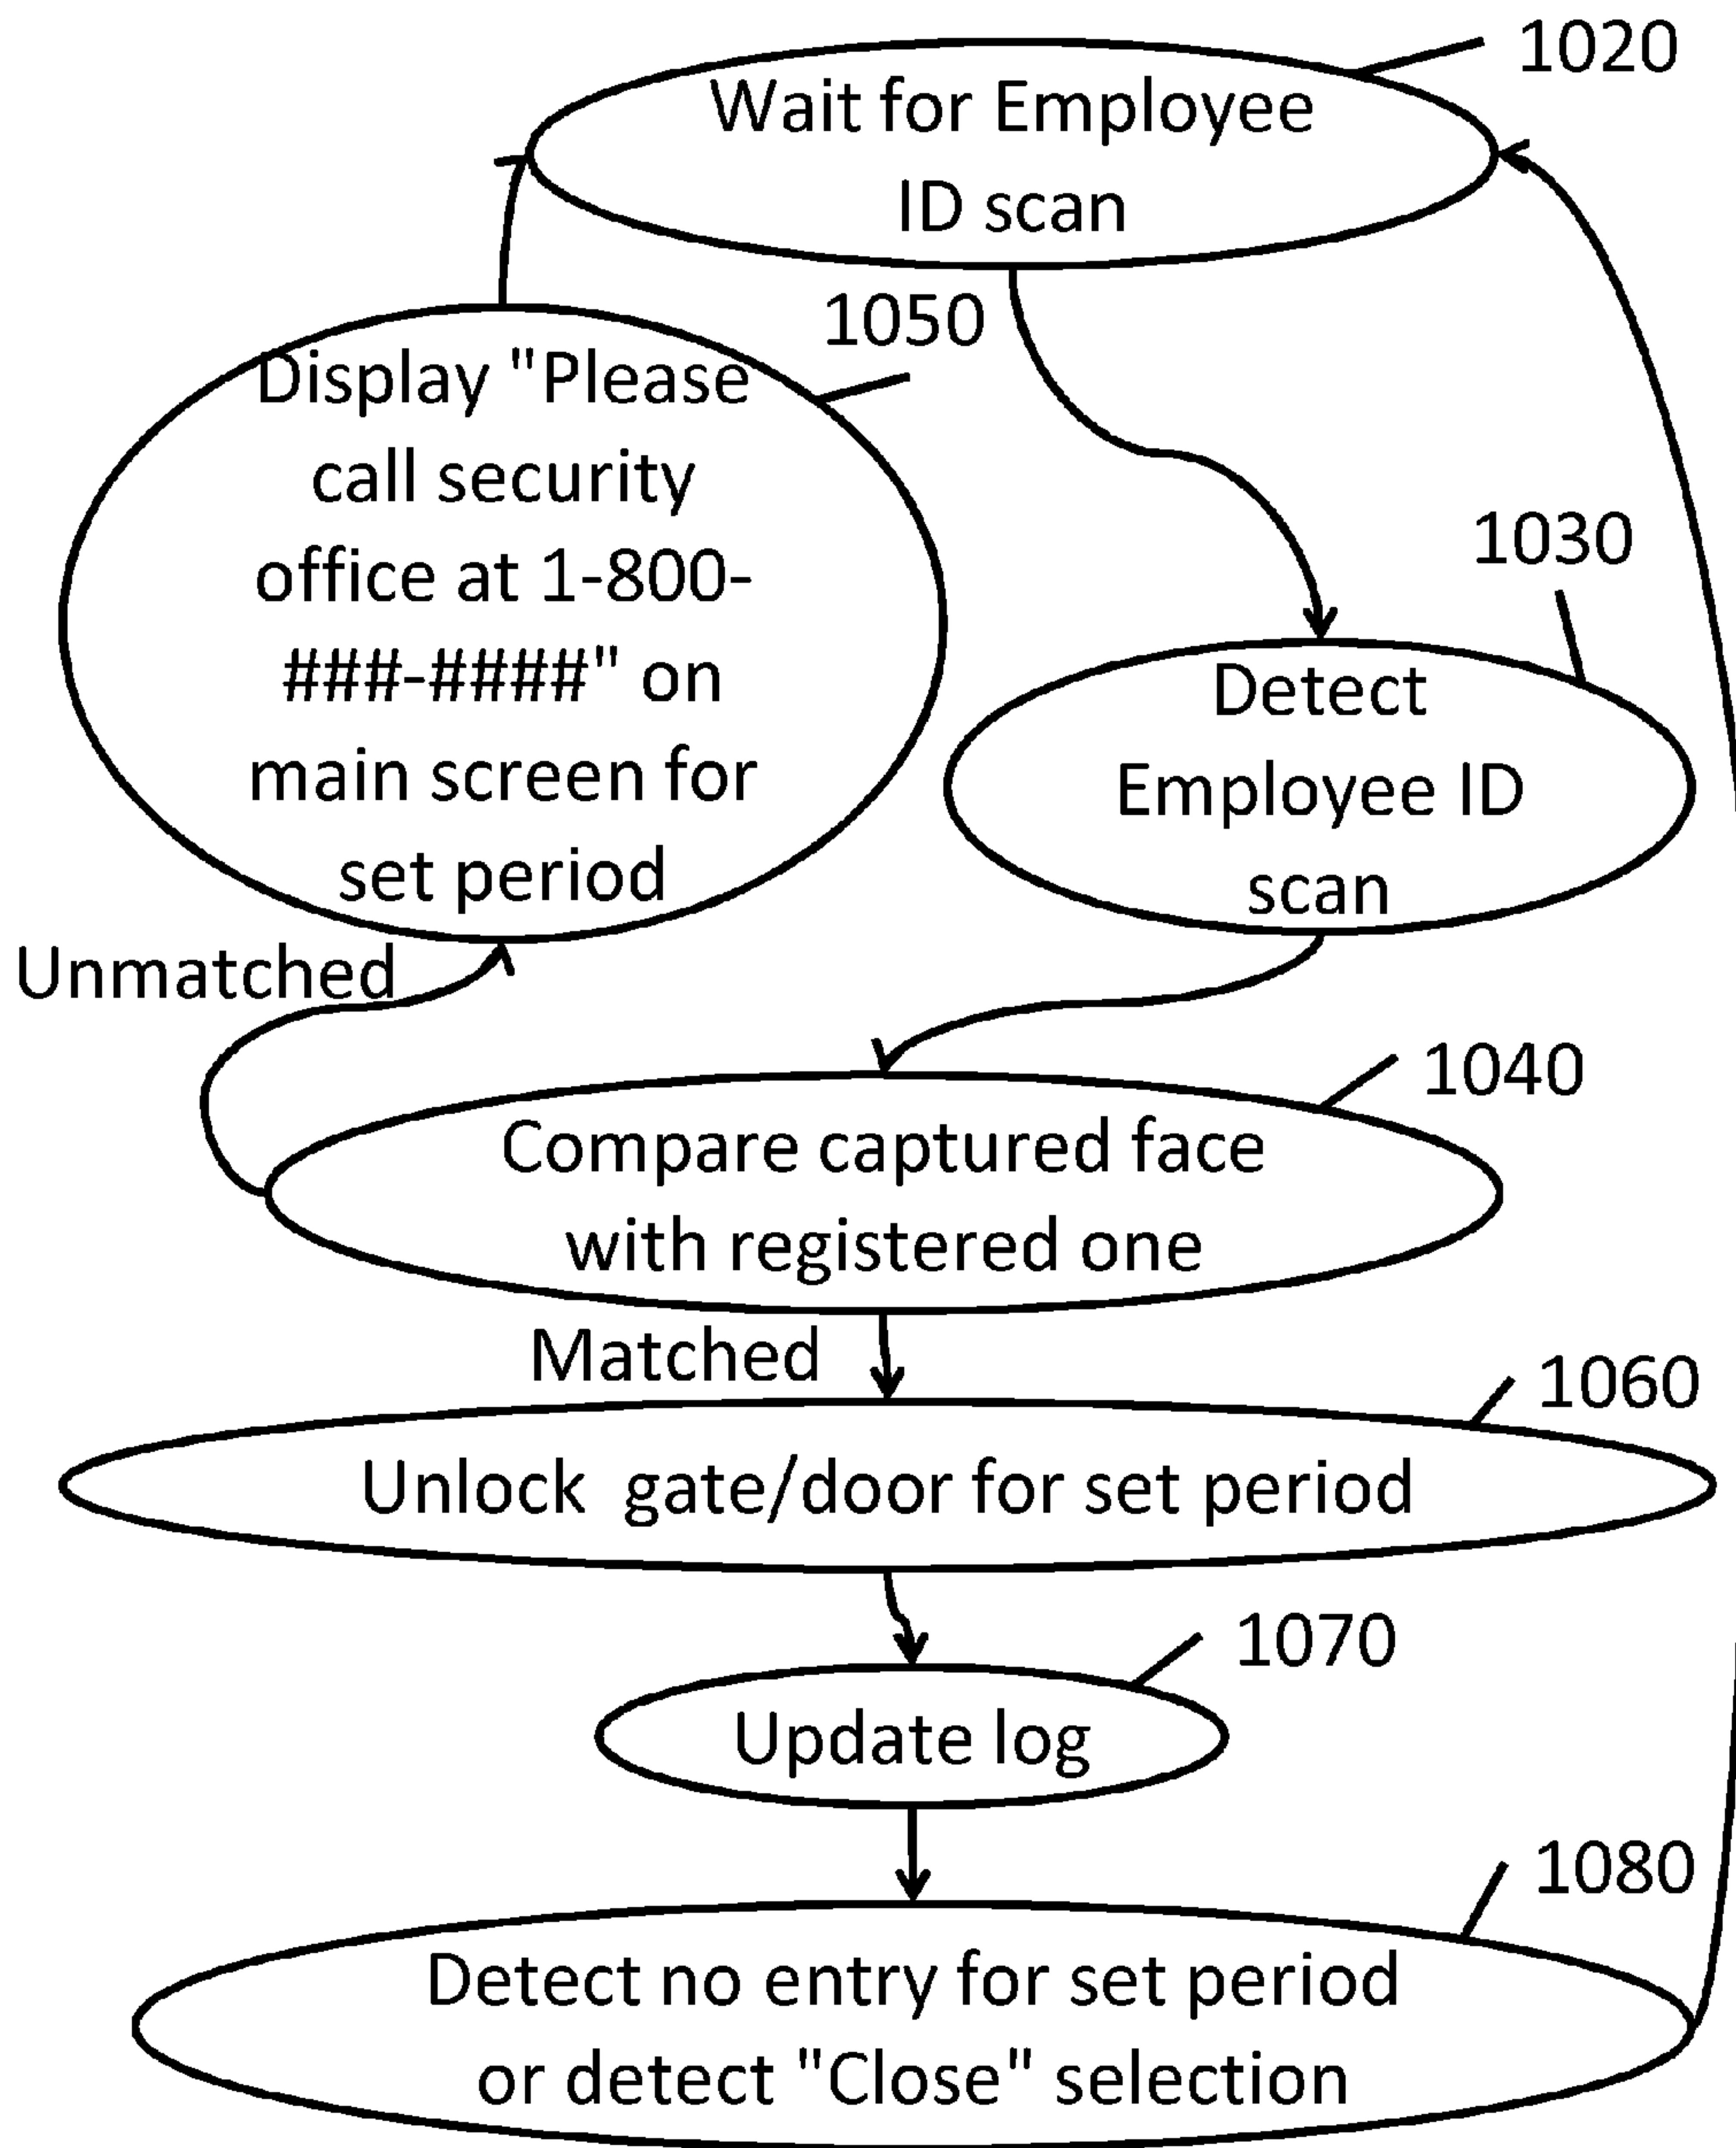 1020
Wait for Employee
ID scan
1050
Display "Please
call security
office at 1-800-
###-####" on
main screen for
set period
1030
Detect
Employee ID
scan
Unmatched
1040
Compare captured face
with registered one
Matched
1060
Unlock gate/door for set period
1070
Update log
1080
Detect no entry for set period
or detect "Close" selection